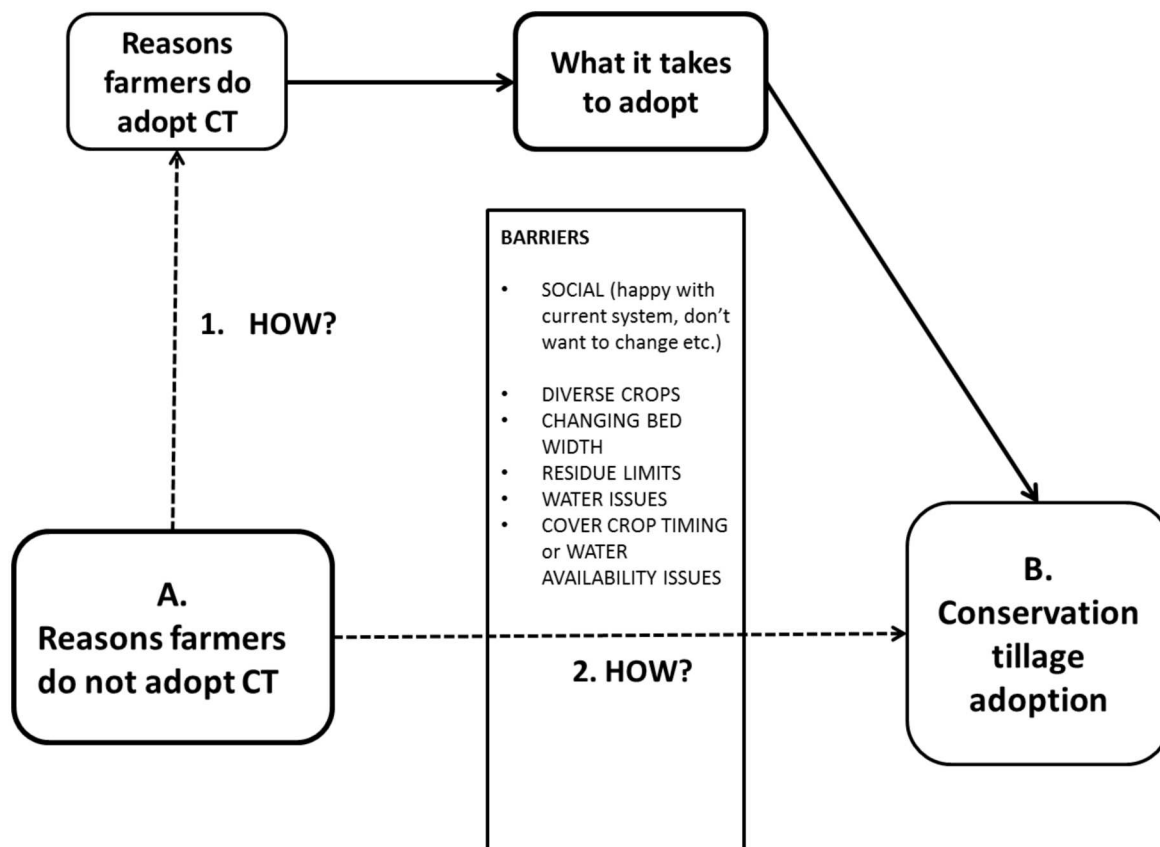 Reasons
farmers do
adopt CT
What it takes
to adopt
BARRIERS
• SOCIAL (happy with
current system, don’t
want to change etc.)
• DIVERSE CROPS
• CHANGING BED
WIDTH
• RESIDUE LIMITS
• WATER ISSUES
• COVER CROP TIMING
or WATER
AVAILABILITY ISSUES
1. HOW?
A.
Reasons farmers
do not adopt CT
2. HOW?
B.
Conservation
tillage
adoption